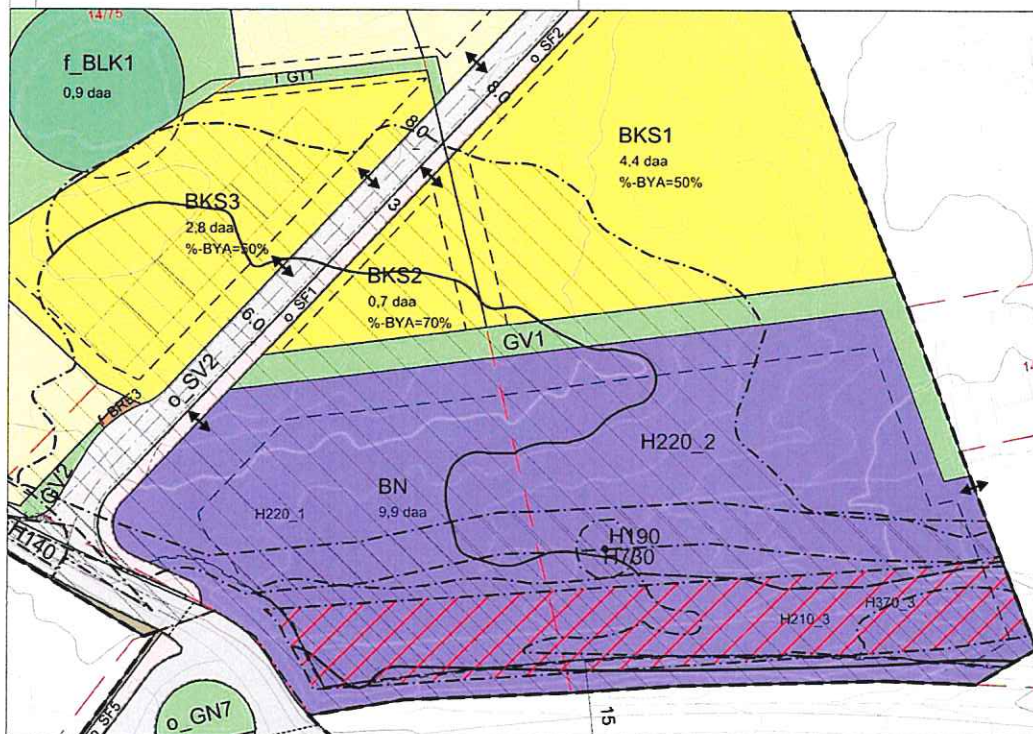 14/75
f_BLK1
0,9 daa
f_GT1
o_SF2
8.0
8.0
BKS1
4,4 daa
%-BYA=50%
BKS3
2,8 daa
%-BYA=50%
3
BKS2
0,7 daa
%-BYA=70%
o_SF1
6.0
GV1
o_SV2
f_BRE3
14
H220_2
GV2
BN
9,9 daa
H220_1
H190
H730
H140
H370_3
H210_3
o_SF5
o_GN7
15